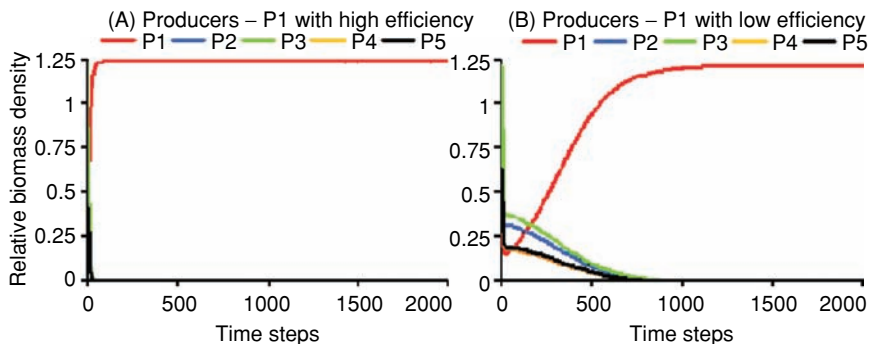 (A) Producers – P1 with high efficiency
P1 P2 P3 P4 P5
Relative biomass density
1.25
1
0.75
0.5
0.25
0
0 500 1000 1500 2000
Time steps
(B) Producers – P1 with low efficiency
P1 P2 P3 P4 P5
1.25
1
0.75
0.5
0.25
0
0 500 1000 1500 2000
Time steps